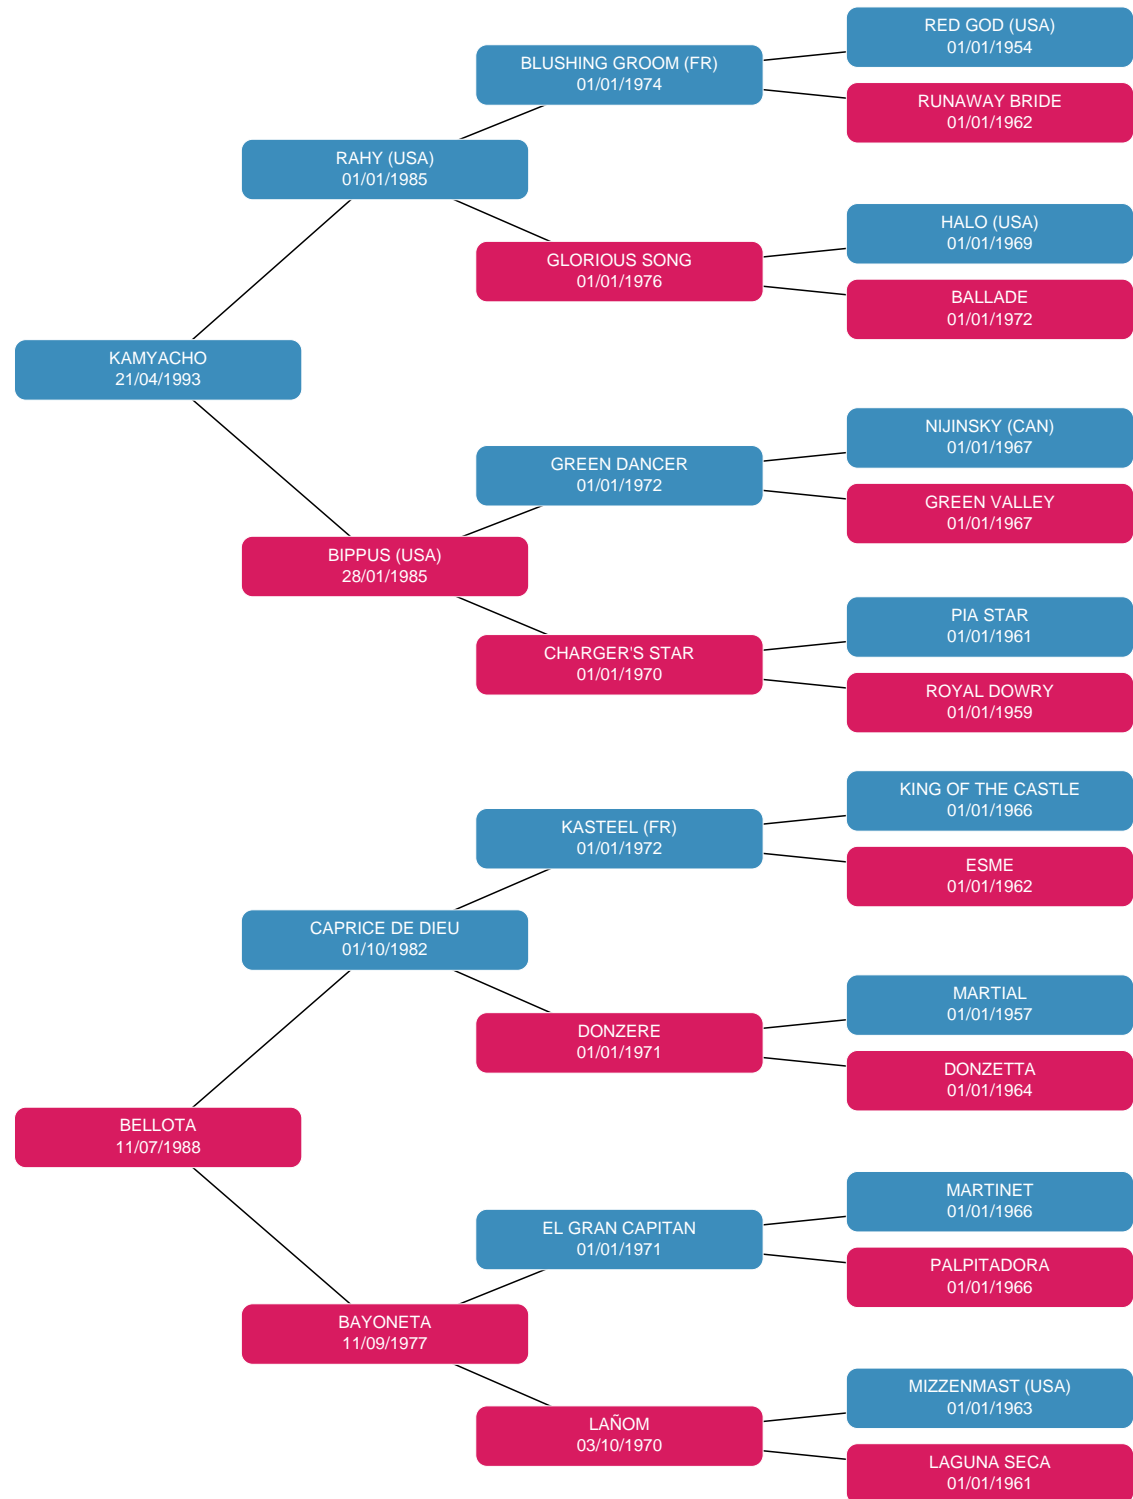 RED GOD (USA)
01/01/1954
BLUSHING GROOM (FR)
01/01/1974
RUNAWAY BRIDE
01/01/1962
RAHY (USA)
01/01/1985
HALO (USA)
01/01/1969
GLORIOUS SONG
01/01/1976
BALLADE
01/01/1972
KAMYACHO
21/04/1993
NIJINSKY (CAN)
01/01/1967
GREEN DANCER
01/01/1972
GREEN VALLEY
01/01/1967
BIPPUS (USA)
28/01/1985
PIA STAR
01/01/1961
CHARGER'S STAR
01/01/1970
ROYAL DOWRY
01/01/1959
KING OF THE CASTLE
01/01/1966
KASTEEL (FR)
01/01/1972
ESME
01/01/1962
CAPRICE DE DIEU
01/10/1982
MARTIAL
01/01/1957
DONZERE
01/01/1971
DONZETTA
01/01/1964
BELLOTA
11/07/1988
MARTINET
01/01/1966
EL GRAN CAPITAN
01/01/1971
PALPITADORA
01/01/1966
BAYONETA
11/09/1977
MIZZENMAST (USA)
01/01/1963
LAÑOM
03/10/1970
LAGUNA SECA
01/01/1961